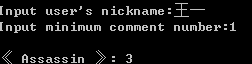 Input user's nickname:王一
Input minimum comment number:1
《 Assassin 》: 3